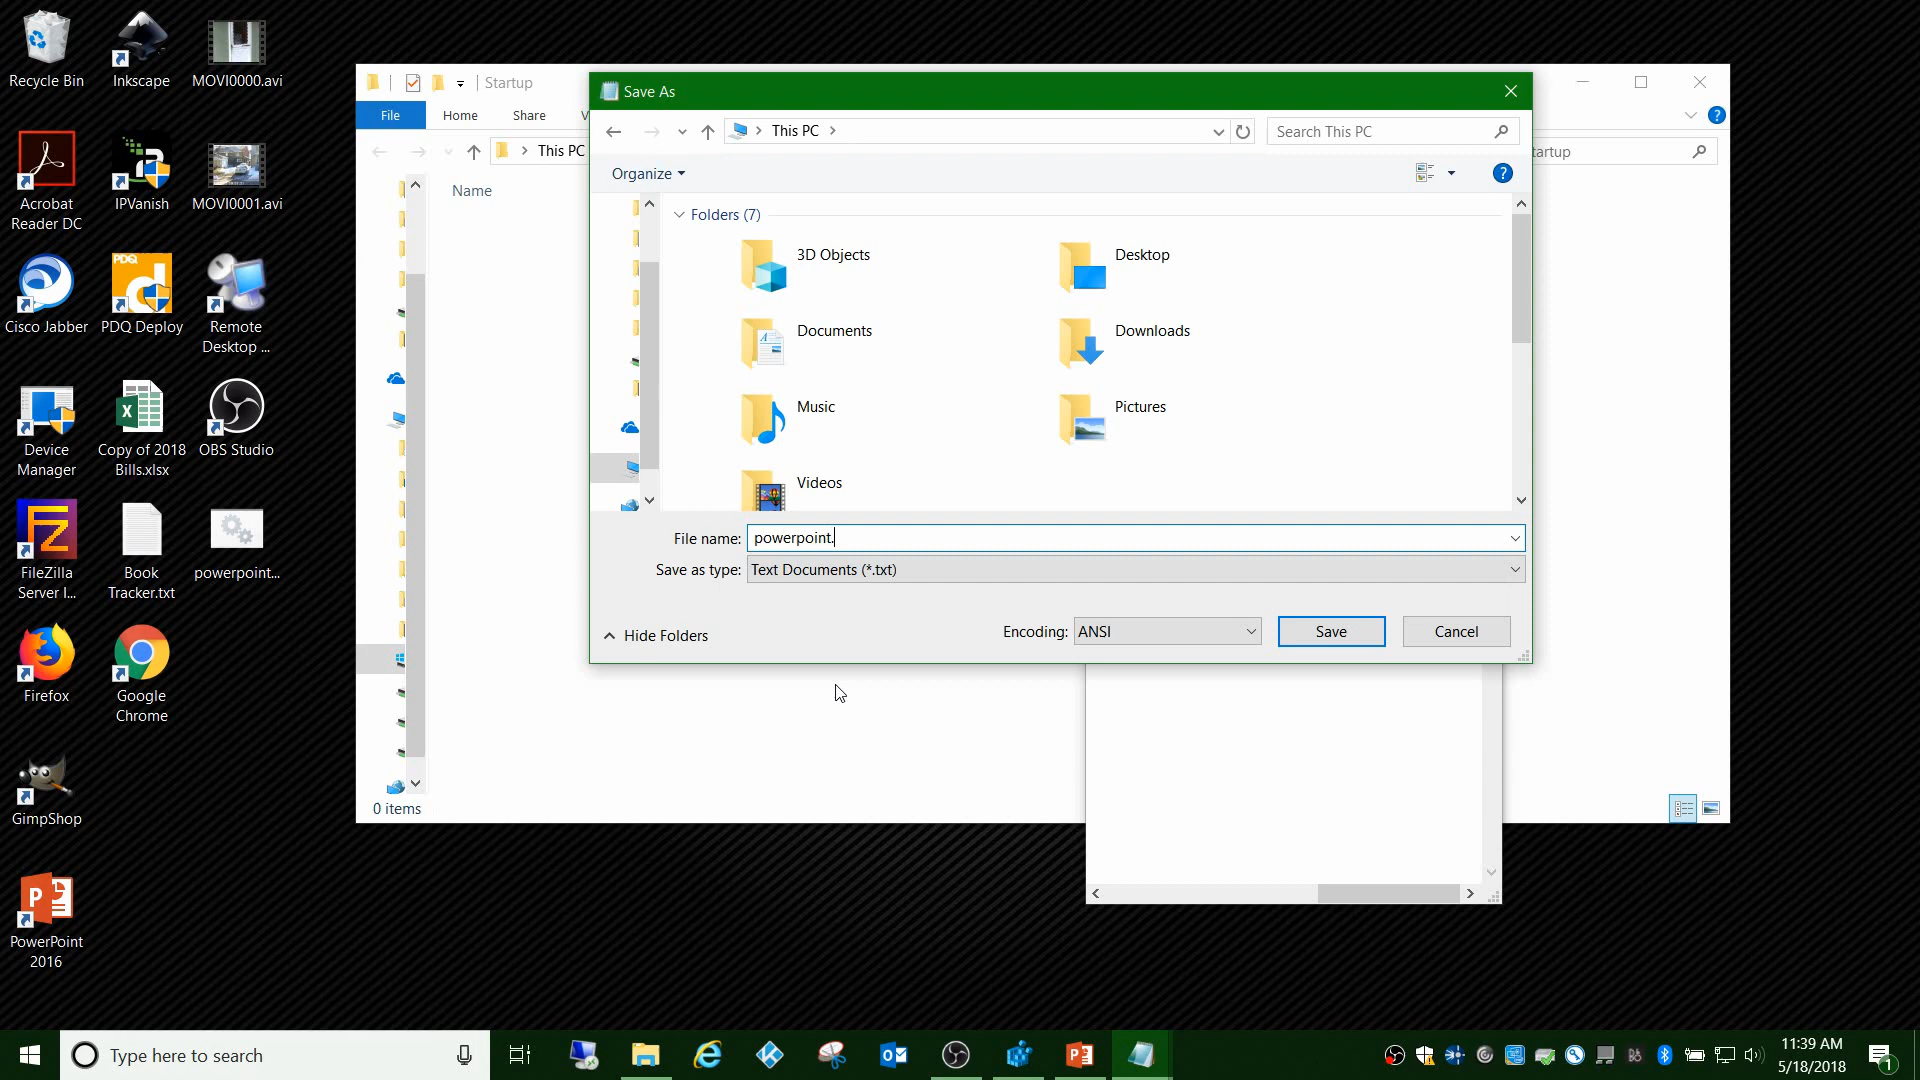 Recycle Bin
Inkscape
MOVI0000.avi
Acrobat
Reader DC
IPVanish
MOVI0001.avi
Cisco Jabber
PDQ
PDQ Deploy
Remote
Desktop ...
Device
Manager
Copy of 2018
Bills.xlsx
OBS Studio
FileZilla
Server I...
Book
Tracker.txt
powerpoint...
Firefox
Google
Chrome
GimpShop
PowerPoint
2016
Startup
File
Home
Share
This PC
Name
0 items
Save As
This PC
Search This PC
Organize
Folders (7)
3D Objects
Desktop
Documents
Downloads
Music
Pictures
Videos
File name: powerpoint.
Save as type: Text Documents (*.txt)
Hide Folders
Encoding: ANSI
Save
Cancel
Type here to search
11:39 AM
5/18/2018
1